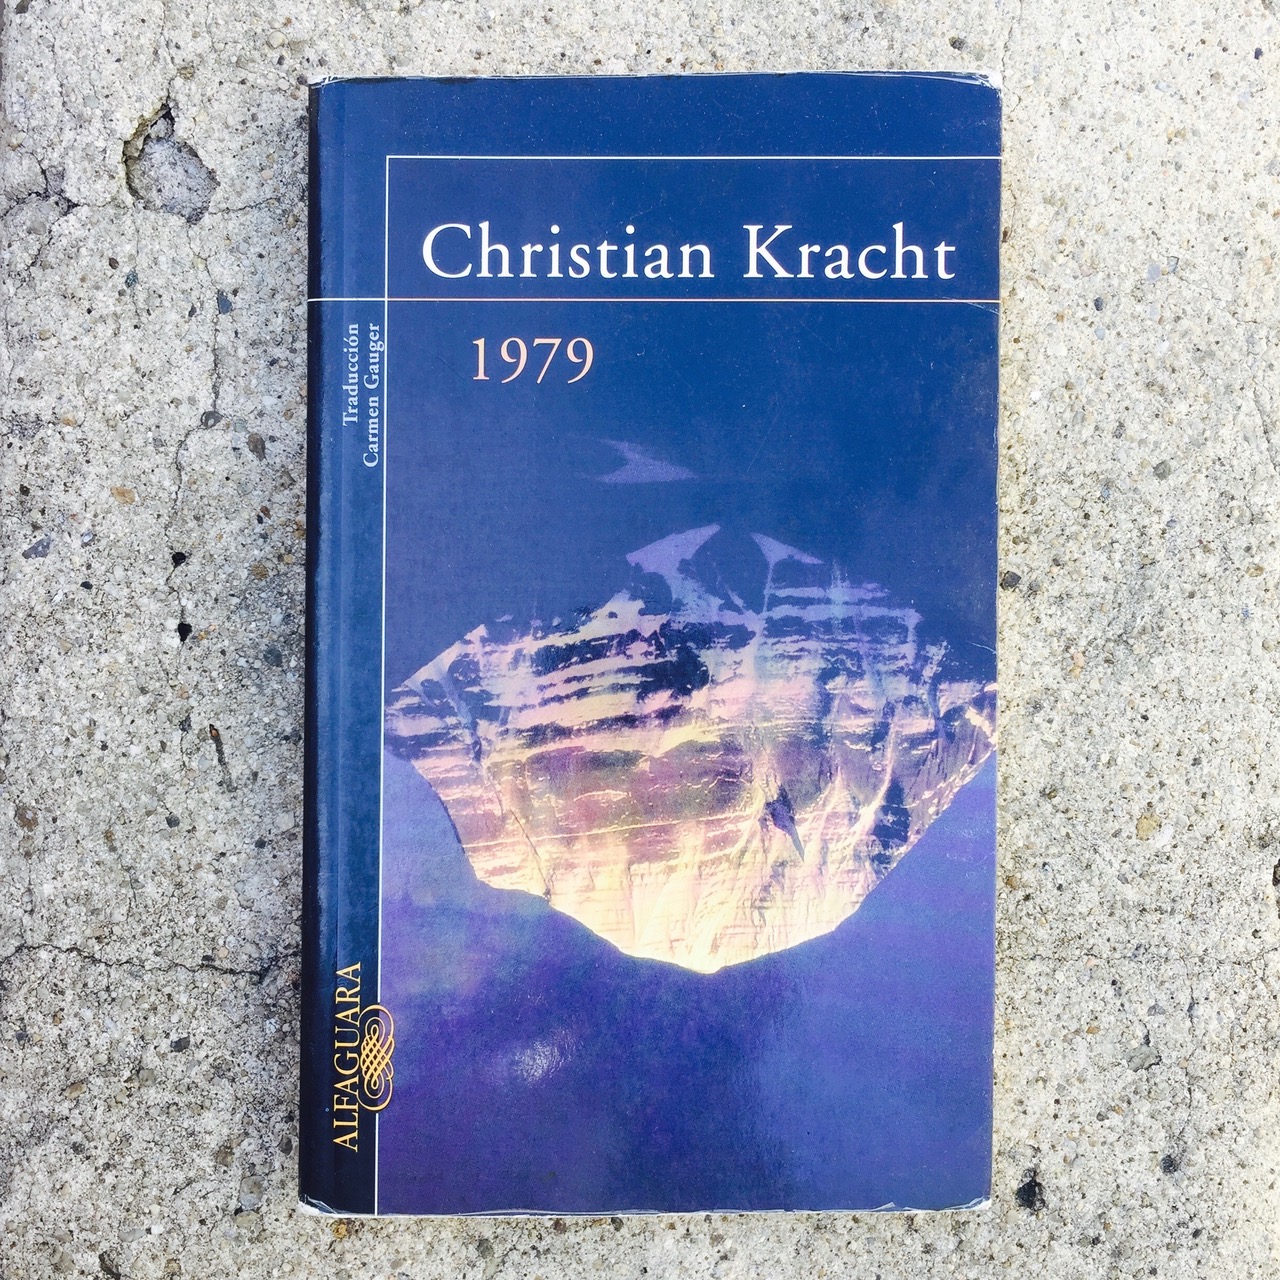 Christian Kracht
1979
Traducción
Carmen Gauger
ALFAGUARA